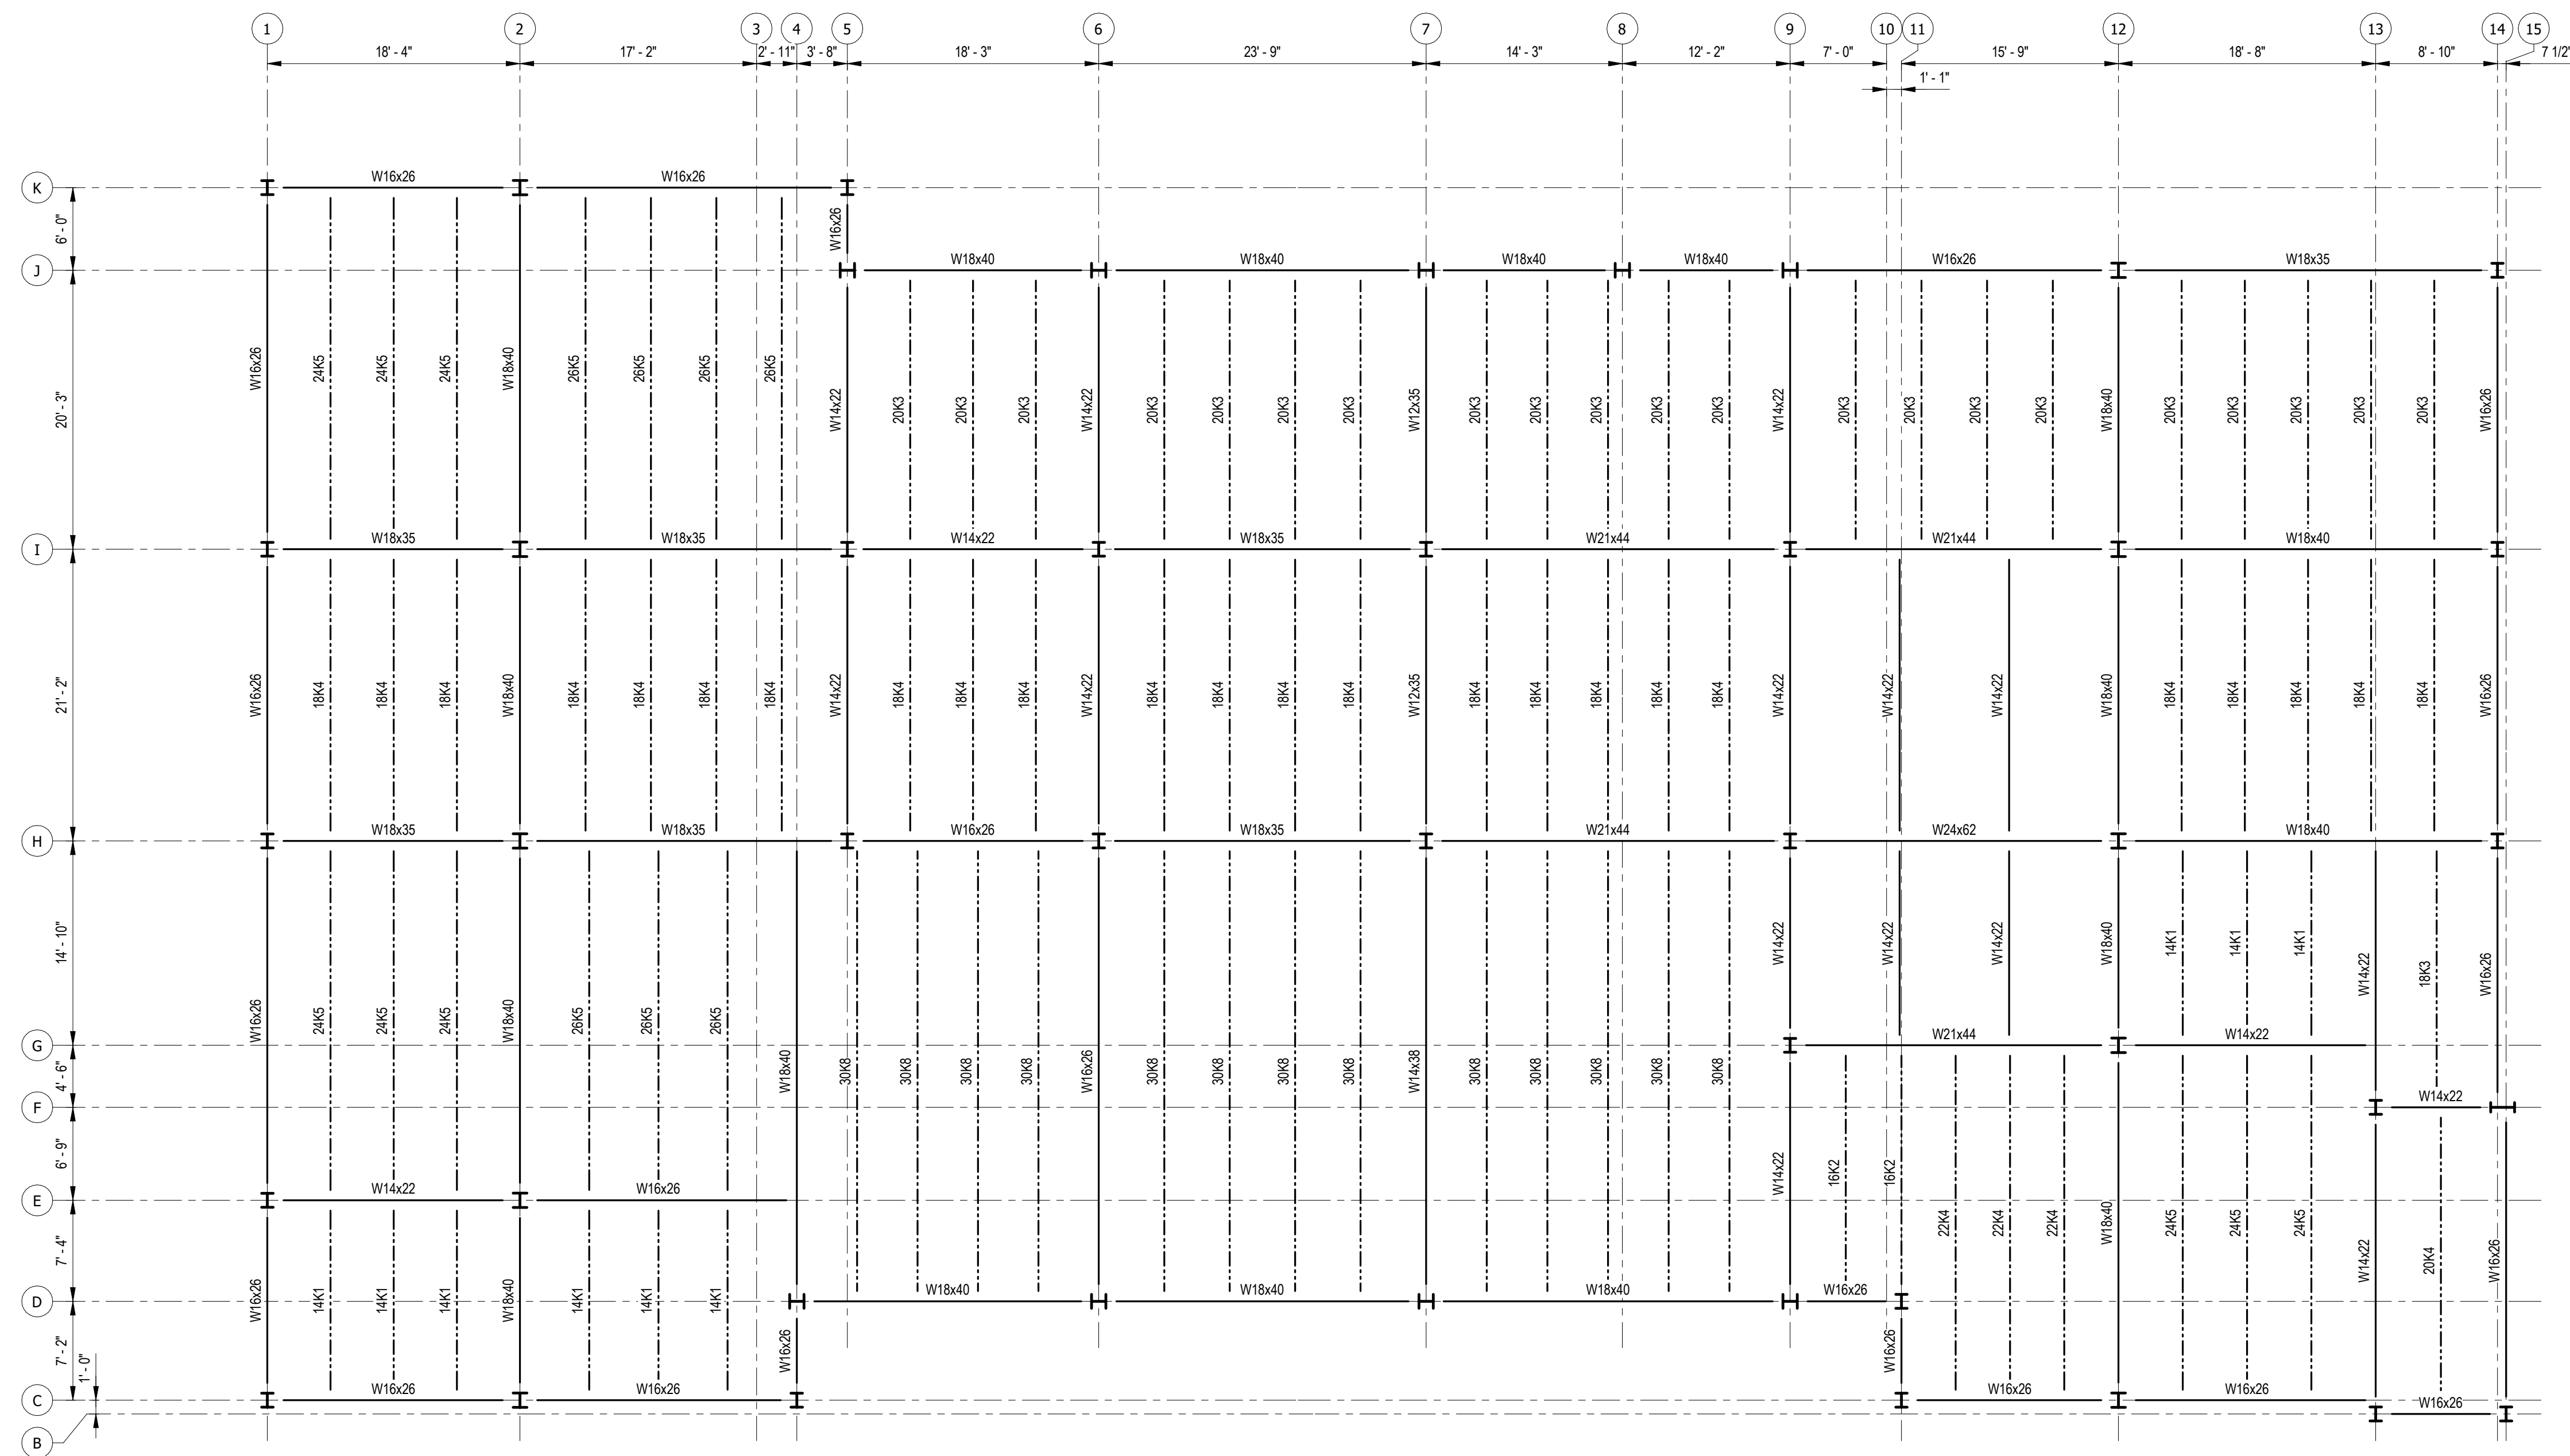 1 2 3 4 5 6 7 8 9 10 11 12 13 14 15
18' - 4" 17' - 2" 2' - 11" 3' - 8" 18' - 3" 23' - 9" 14' - 3" 12' - 2" 7' - 0" 15' - 9" 18' - 8" 8' - 10" 7 1/2"
1' - 1"
K W16x26 W16x26
6' - 0" W16x26
J W18x40 W18x40 W18x40 W18x40 W16x26 W18x35
20' - 3"
W16x26 24K5 24K5 24K5 W18x40 26K5 26K5 26K5 26K5
W14x22 20K3 20K3 20K3 W14x22 20K3 20K3 20K3 20K3 W12x35 20K3 20K3 20K3 20K3 20K3 W14x22 20K3 20K3 20K3 20K3 W18x40 20K3 20K3 20K3 20K3 20K3 W16x26
I W18x35 W18x35 W14x22 W18x35 W21x44 W21x44 W18x40
21' - 2" W16x26 18K4 18K4 18K4 W18x40 18K4 18K4 18K4 18K4 W14x22 18K4 18K4 18K4 W14x22 18K4 18K4 18K4 18K4 W12x35 18K4 18K4 18K4 18K4 18K4 W14x22 W14x22 W14x22 W18x40 18K4 18K4 18K4 18K4 18K4 W16x26
H W18x35 W18x35 W16x26 W18x35 W21x44 W24x62 W18x40
14' - 10" W14x22 W14x22 W14x22 W18x40 14K1 14K1 14K1 W14x22 18K3 W16x26
W16x26 24K5 24K5 24K5 W18x40 26K5 26K5 26K5
G W21x44 W14x22
4' - 6" W18x40 30K8 30K8 30K8 30K8 W16x26 30K8 30K8 30K8 30K8 W14x38 30K8 30K8 30K8 30K8 30K8
F W14x22
6' - 9" W14x22 16K2 16K2
E W14x22 W16x26
22K4 22K4 22K4 W18x40 24K5 24K5 24K5
7' - 4" W14x22 20K4 W16x26
D W18x40 W18x40 W18x40 W16x26
W16x26 14K1 14K1 14K1 W18x40 14K1 14K1 14K1
7' - 2" 1' - 0" W16x26 W16x26
C W16x26 W16x26 W16x26 W16x26
W16x26
B